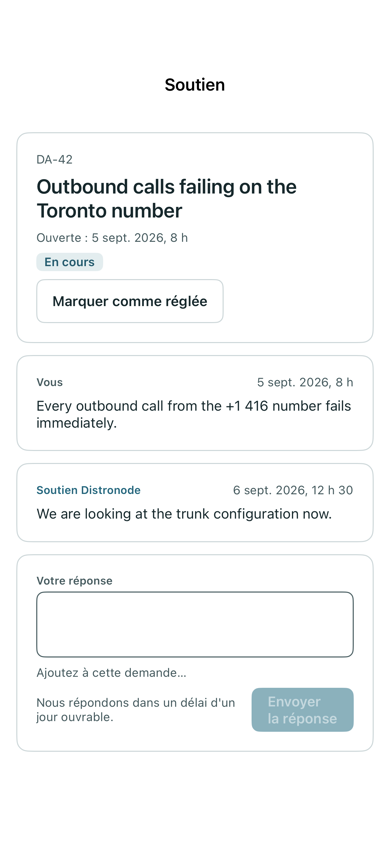 Soutien
DA-42
Outbound calls failing on the
Toronto number
Ouverte : 5 sept. 2026, 8 h
En cours
Marquer comme réglée
Vous
5 sept. 2026, 8 h
Every outbound call from the +1 416 number fails
immediately.
Soutien Distronode
6 sept. 2026, 12 h 30
We are looking at the trunk configuration now.
Votre réponse
Ajoutez à cette demande...
Nous répondons dans un délai d'un
jour ouvrable.
Envoyer
la réponse